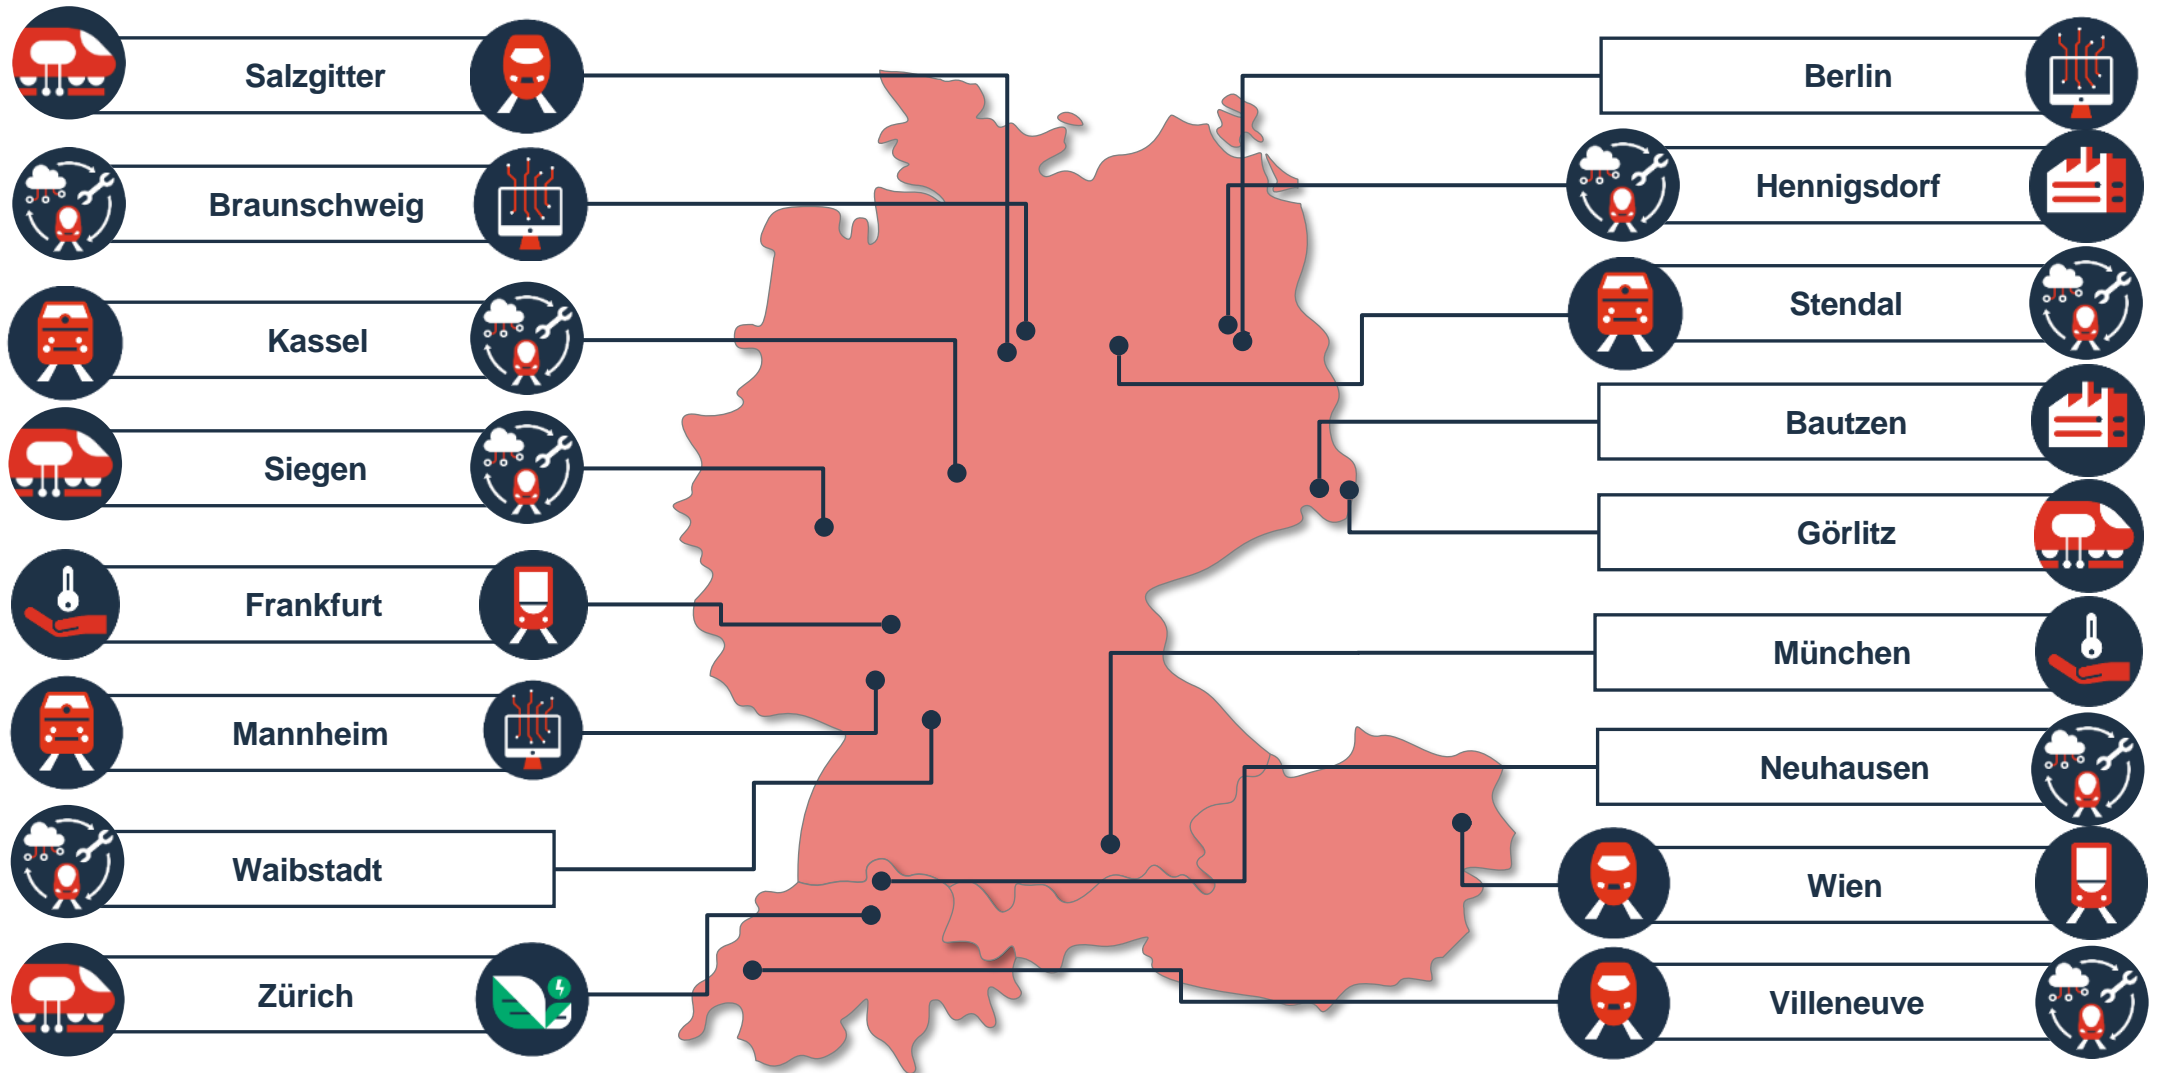 Salzgitter
Braunschweig
Kassel
Siegen
Frankfurt
Mannheim
Waibstadt
Zürich
Berlin
Hennigsdorf
Stendal
Bautzen
Görlitz
München
Neuhausen
Wien
Villeneuve